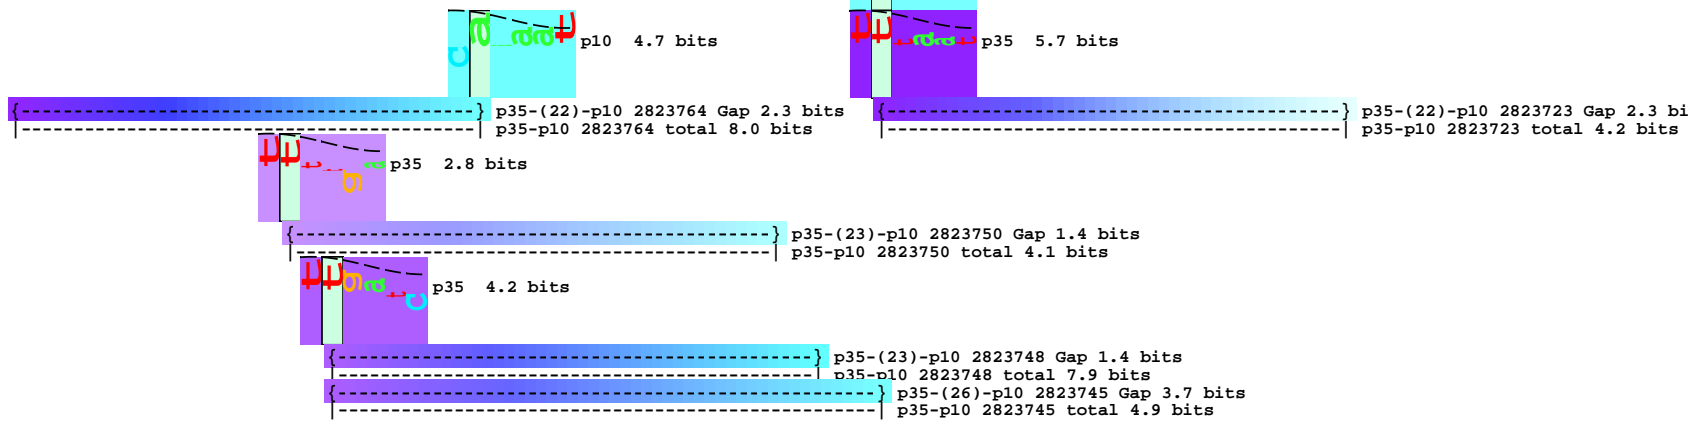 p10 4.7 bits
p35 5.7 bits
p35-(22)-p10 2823764 Gap 2.3 bits
p35-(22)-p10 2823723 Gap 2.3 bi
p35-p10 2823764 total 8.0 bits
p35-p10 2823723 total 4.2 bits
p35 2.8 bits
p35-(23)-p10 2823750 Gap 1.4 bits
p35-p10 2823750 total 4.1 bits
p35 4.2 bits
p35-(23)-p10 2823748 Gap 1.4 bits
p35-p10 2823748 total 7.9 bits
p35-(26)-p10 2823745 Gap 3.7 bits
p35-p10 2823745 total 4.9 bits